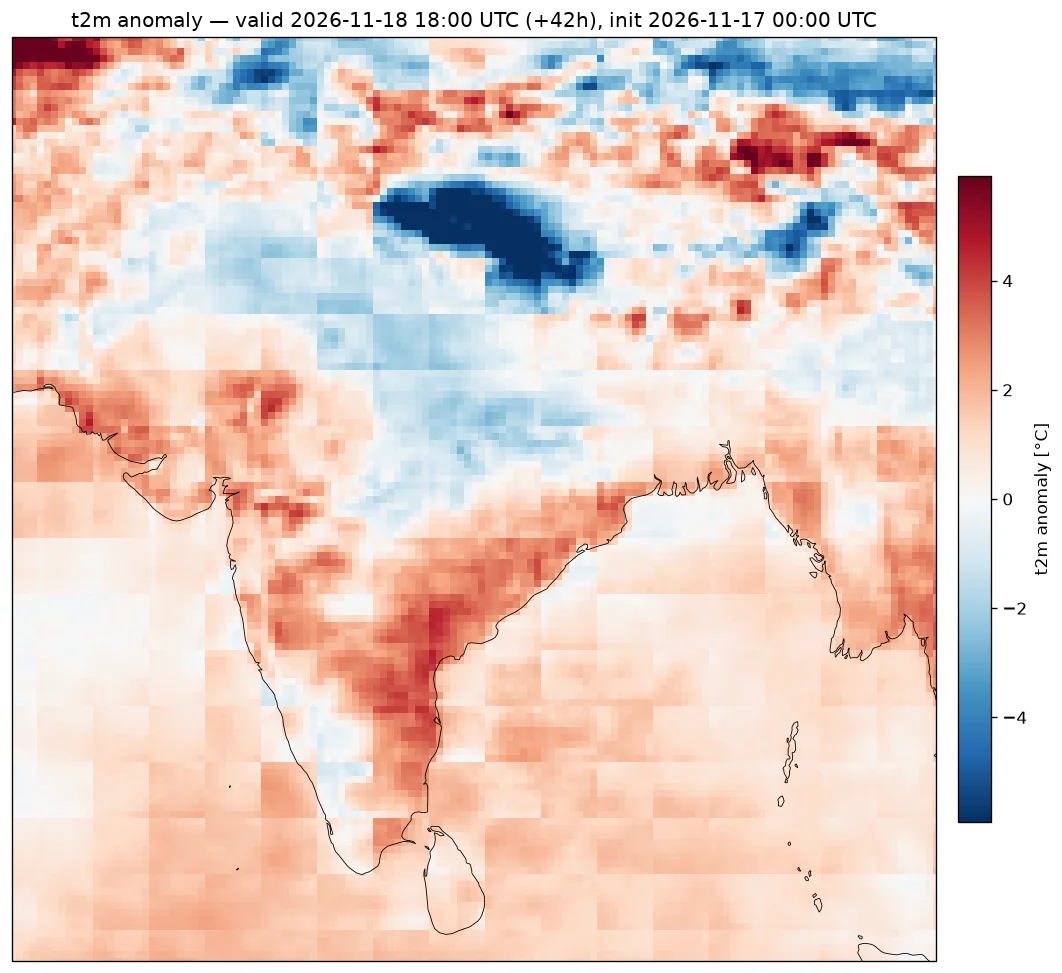 t2m anomaly — valid 2026-11-18 18:00 UTC (+42h), init 2026-11-17 00:00 UTC
4
2
0
−2
−4
t2m anomaly [°C]